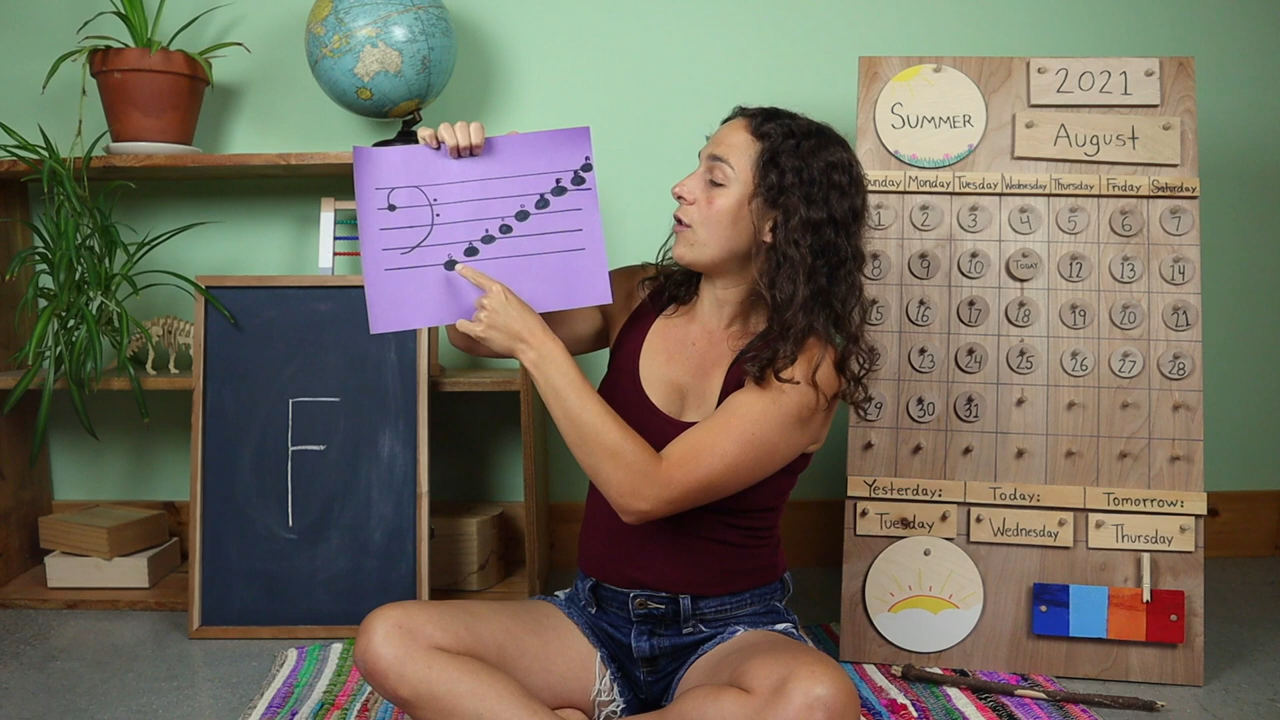 F
SUMMER
2021
August
Sunday Monday Tuesday Wednesday Thursday Friday Saturday
1 2 3 4 5 6 7
8 9 10 TODAY 12 13 14
15 16 17 18 19 20 21
23 24 25 26 27 28
29 30 31
Yesterday: Today: Tomorrow:
Tuesday Wednesday Thursday